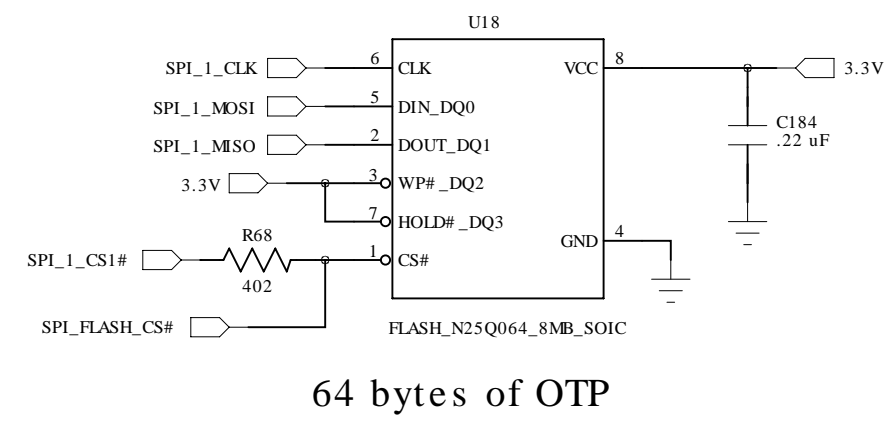 U18
SPI_1_CLK 6 CLK VCC 8 3.3V
SPI_1_MOSI 5 DIN_DQ0
C184
SPI_1_MISO 2 DOUT_DQ1 .22 uF
3.3V 3 WP#_DQ2
7 HOLD#_DQ3
R68 GND 4
SPI_1_CS1# 1 CS#
402
SPI_FLASH_CS# FLASH_N25Q064_8MB_SOIC
64 bytes of OTP